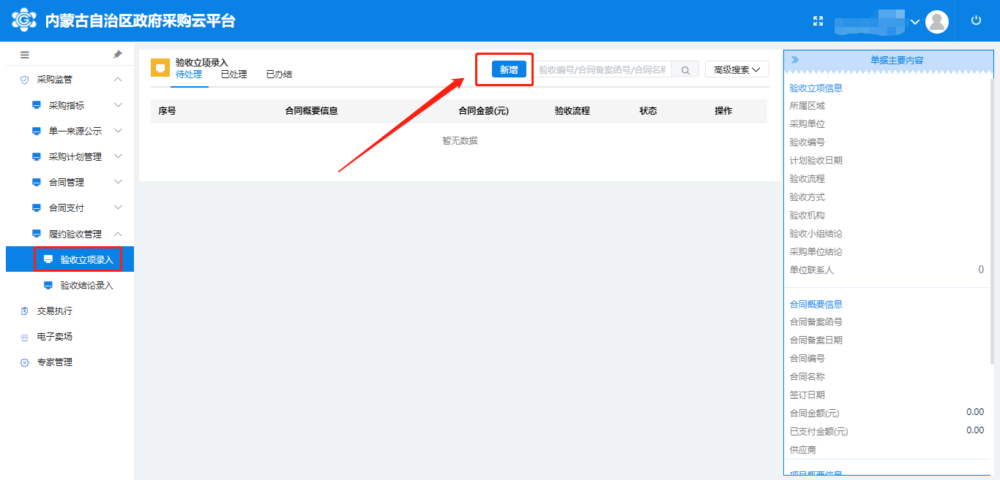 内蒙古自治区政府采购云平台
采购监管
采购指标
单一来源公示
采购计划管理
合同管理
合同支付
履约验收管理
验收立项录入
验收结论录入
交易执行
电子卖场
专家管理
验收立项录入
待处理 已处理 已办结
新增
验收编号/合同备案函号/合同名称
高级搜索
序号 合同概要信息 合同金额(元) 验收流程 状态 操作
暂无数据
单据主要内容
验收立项信息
所属区域
采购单位
验收编号
计划验收日期
验收流程
验收方式
验收机构
验收小组结论
采购单位结论
单位联系人 ()
合同概要信息
合同备案函号
合同备案日期
合同编号
合同名称
签订日期
合同金额(元) 0.00
已支付金额(元) 0.00
供应商
项目概要信息